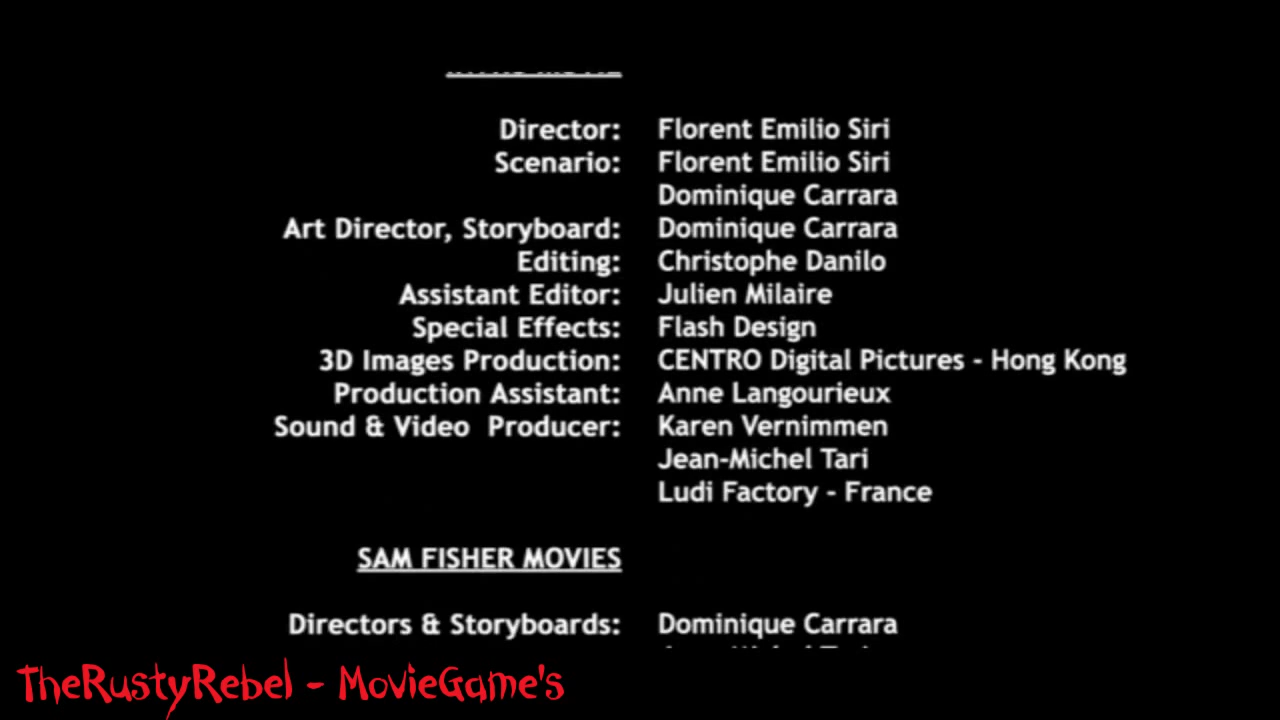 Director: Florent Emilio Siri
Scenario: Florent Emilio Siri
Dominique Carrara
Art Director, Storyboard: Dominique Carrara
Editing: Christophe Danilo
Assistant Editor: Julien Milaire
Special Effects: Flash Design
3D Images Production: CENTRO Digital Pictures - Hong Kong
Production Assistant: Anne Langourieux
Sound & Video Producer: Karen Vernimmen
Jean-Michel Tari
Ludi Factory - France
SAM FISHER MOVIES
Directors & Storyboards: Dominique Carrara
TheRustyRebel - MovieGame's